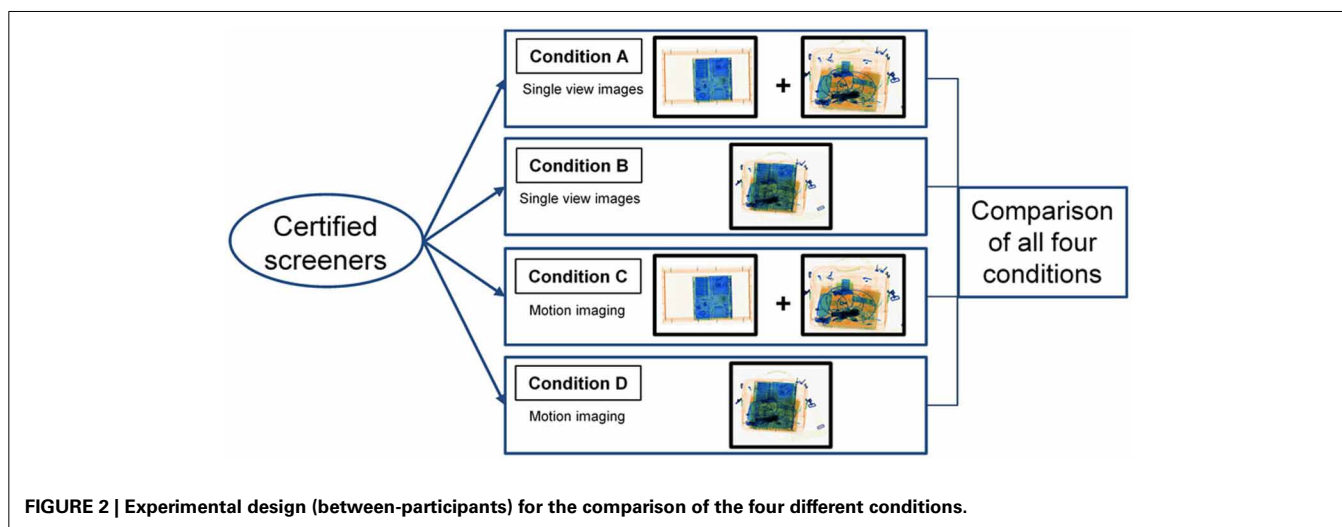 Certified
screeners
Condition A
Single view images
+
Condition B
Single view images
Condition C
Motion imaging
+
Condition D
Motion imaging
Comparison
of all four
conditions
FIGURE 2 | Experimental design (between-participants) for the comparison of the four different conditions.